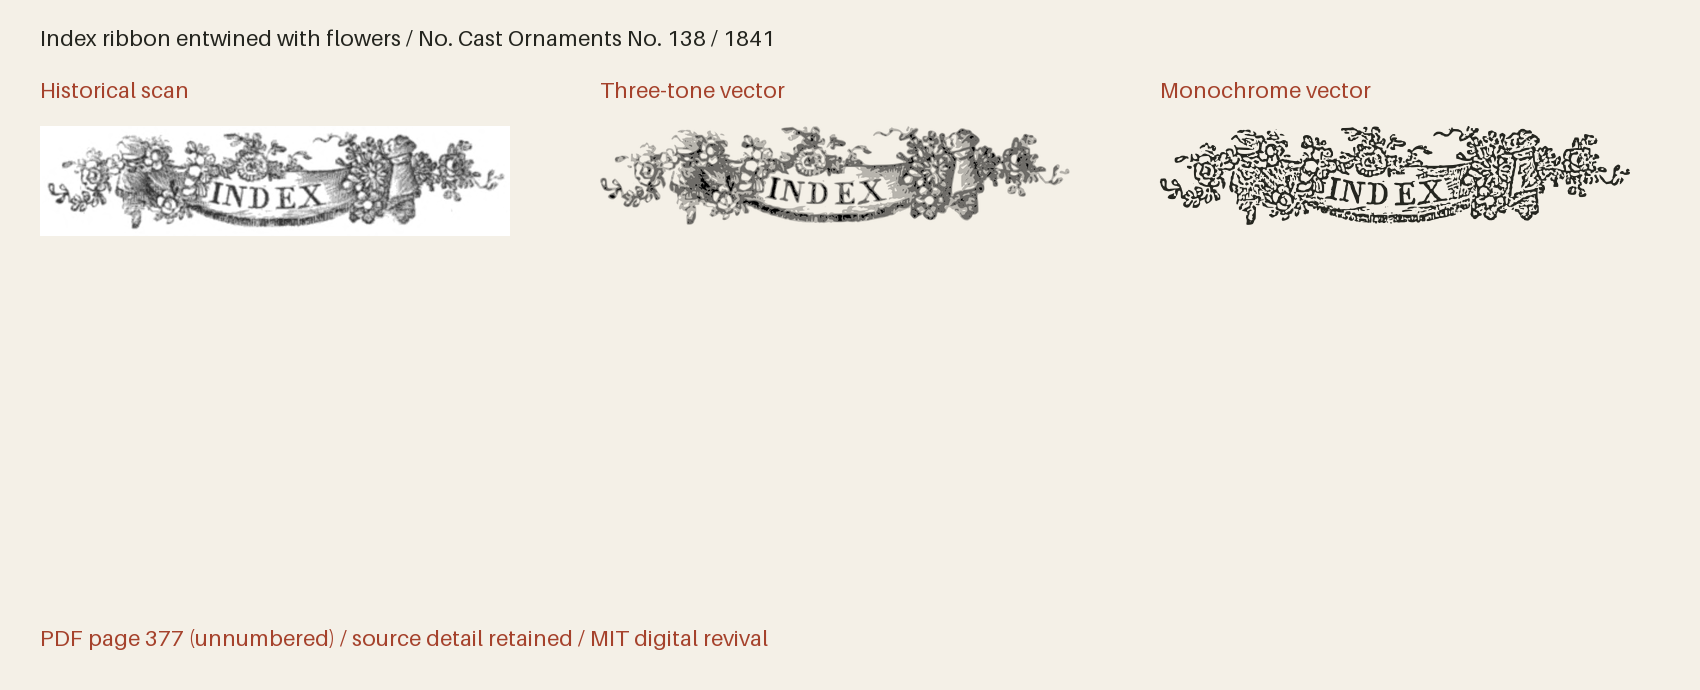 Index ribbon entwined with flowers / No. Cast Ornaments No. 138 / 1841
Historical scan
Three-tone vector
Monochrome vector
INDEX
INDEX
INDEX
PDF page 377 (unnumbered) / source detail retained / MIT digital revival